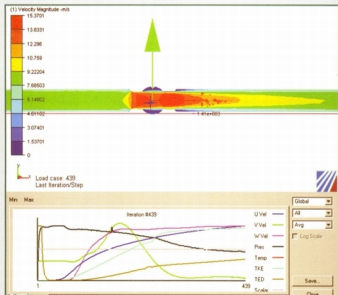 (1) Velocity Magnitude -m/s
15.3701
13.8331
12.296
10.759
9.22204
7.68503
6.14802
4.61102
3.07401
1.53701
0
1.41e+003
Load case: 439
Last Iteration/Step
Min Max
Iteration #439
U Vel
V Vel
W Vel
Pres
Temp
TKE
TED
Scalar
1
439
Global
All
Avg
Log Scale
Save...
Close